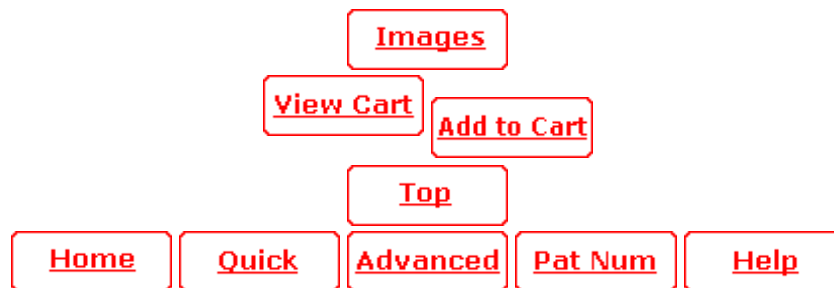 Images
View Cart
Add to Cart
Top
Home Quick Advanced Pat Num Help